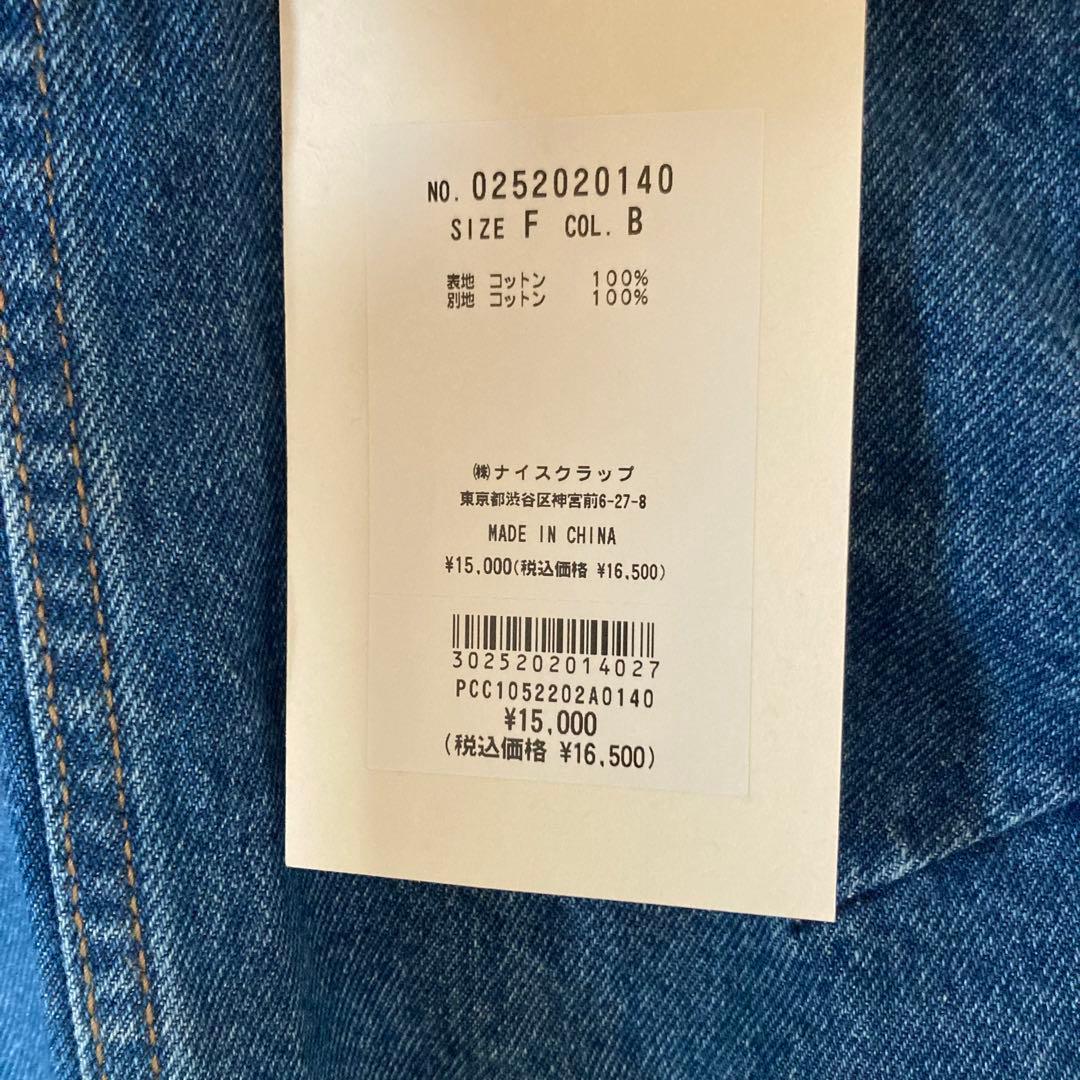 NO. 0252020140
SIZE F COL. B
表地 コットン 100%
別地 コットン 100%
㈱ナイスクラップ
東京都渋谷区神宮前6-27-8
MADE IN CHINA
¥15,000(税込価格 ¥16,500)
3025202014027
PCC1052202A0140
¥15,000
(税込価格 ¥16,500)